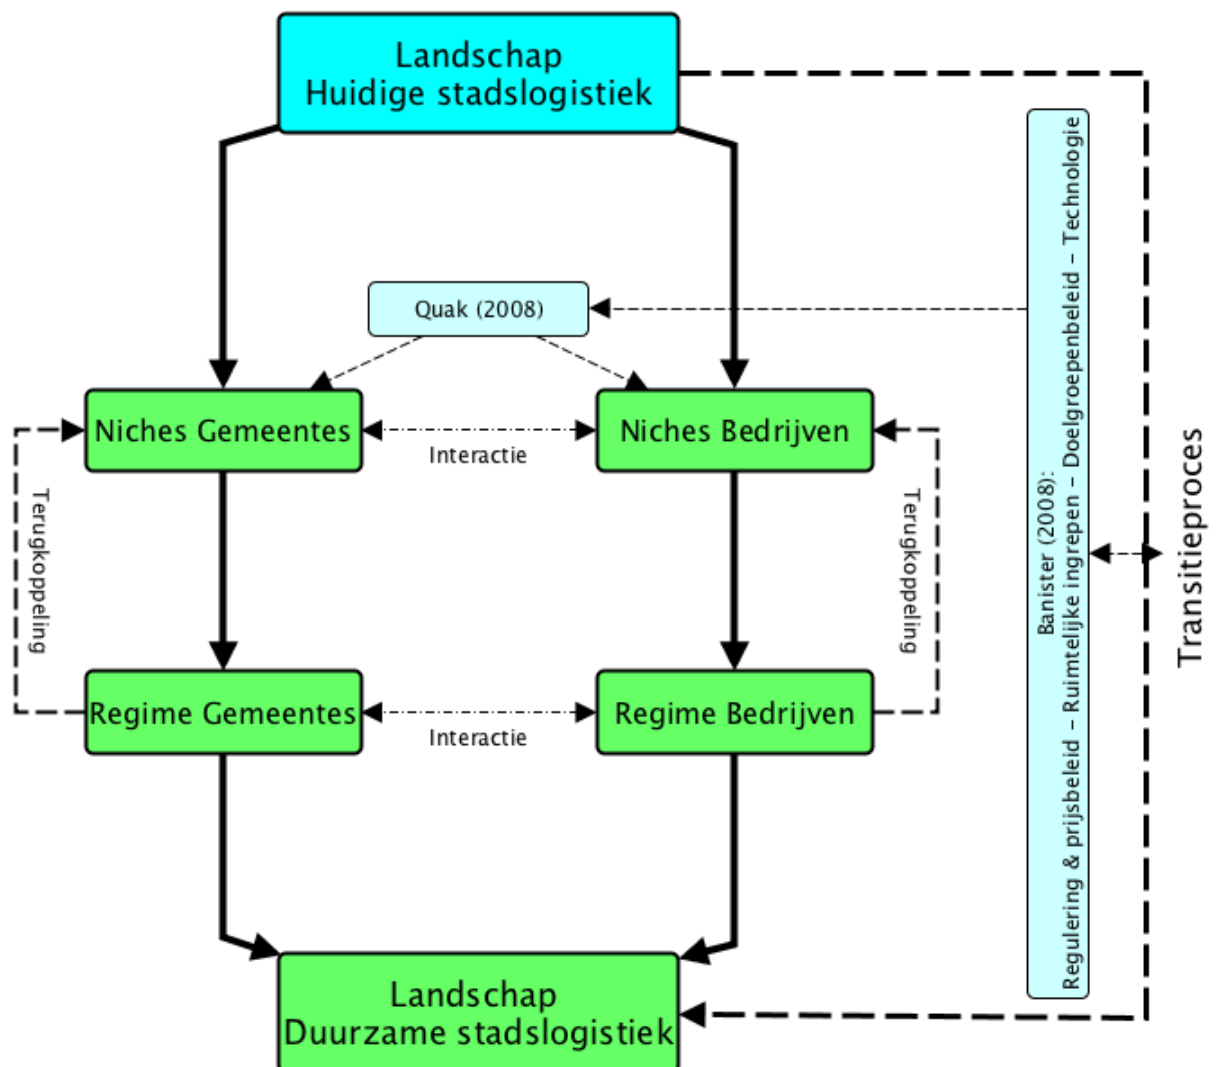 Landschap
Huidige stadslogistiek
Quak (2008)
Niches Gemeentes
Interactie
Niches Bedrijven
Terugkoppeling
Terugkoppeling
Regime Gemeentes
Interactie
Regime Bedrijven
Landschap
Duurzame stadslogistiek
Banister (2008):
Regulering & prijsbeleid - Ruimtelijke ingrepen - Doelgroepenbeleid - Technologie
Transitieproces